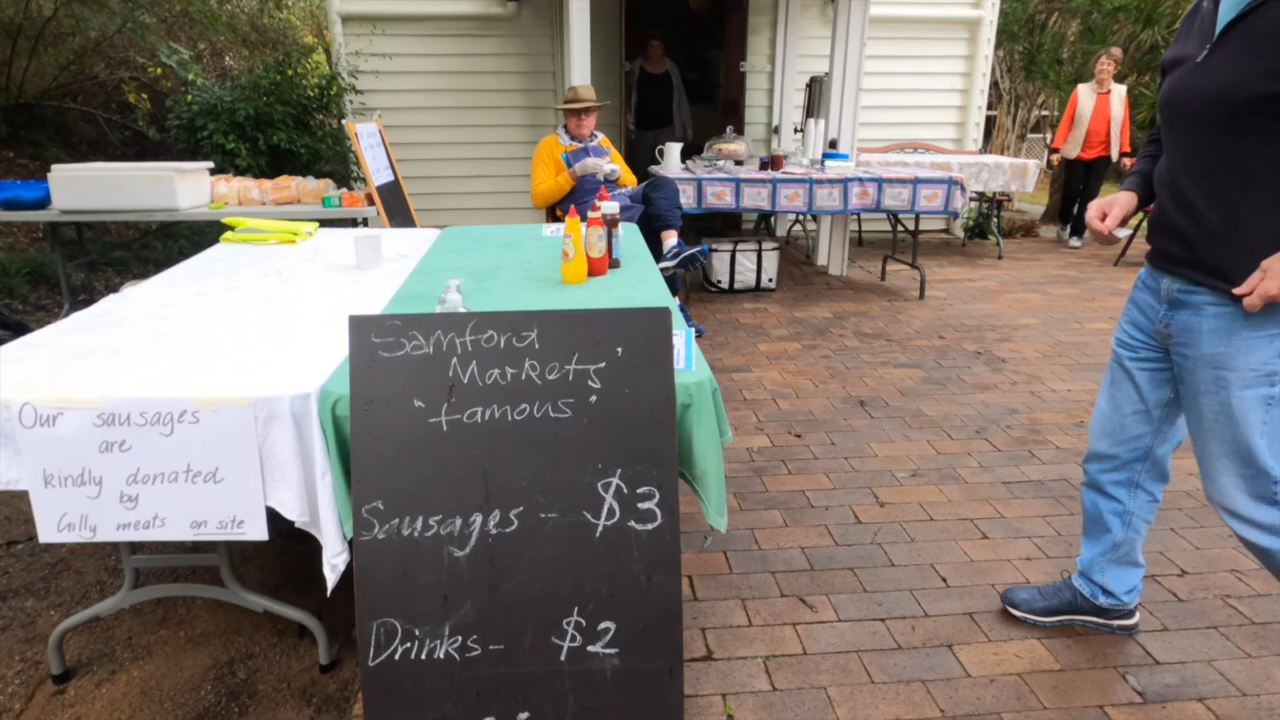 Samford
Markets'
"famous"
Sausages - $3
Drinks- $2
Our sausages
are
kindly donated
by
Gilly meats on site